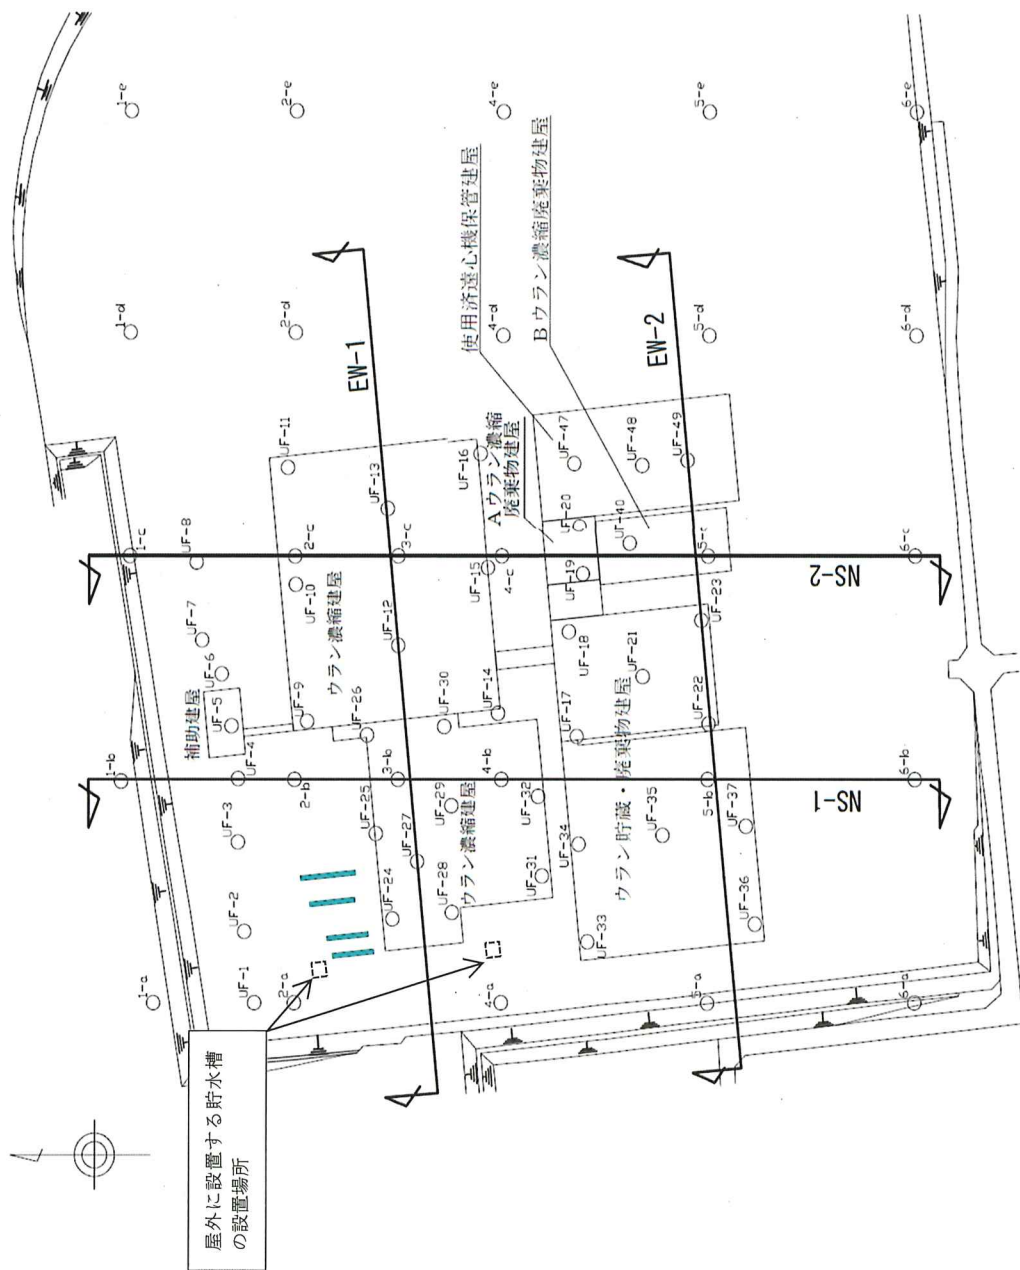 屋外に設置する貯水槽
の設置場所
1-a
1-b
1-c
1-d
1-e
UF-1
UF-2
UF-3
UF-4
UF-5
UF-6
UF-7
UF-8
補助建屋
2-a
2-b
2-c
2-d
2-e
UF-9
UF-10
UF-11
ウラン濃縮建屋
UF-24
UF-25
UF-26
UF-12
UF-13
3-b
3-c
EW-1
UF-27
UF-28
UF-29
UF-30
ウラン濃縮建屋
UF-14
UF-15
UF-16
4-a
4-b
4-c
4-d
4-e
UF-31
UF-32
Aウラン濃縮
廃棄物建屋
使用済遠心機保管建屋
Bウラン濃縮廃棄物建屋
UF-33
UF-34
UF-17
UF-18
UF-19
UF-20
UF-47
UF-35
UF-21
UF-40
UF-48
ウラン貯蔵・廃棄物建屋
EW-2
5-a
5-b
UF-22
UF-23
5-c
UF-49
5-d
5-e
UF-36
UF-37
NS-1
NS-2
6-a
6-b
6-c
6-d
6-e